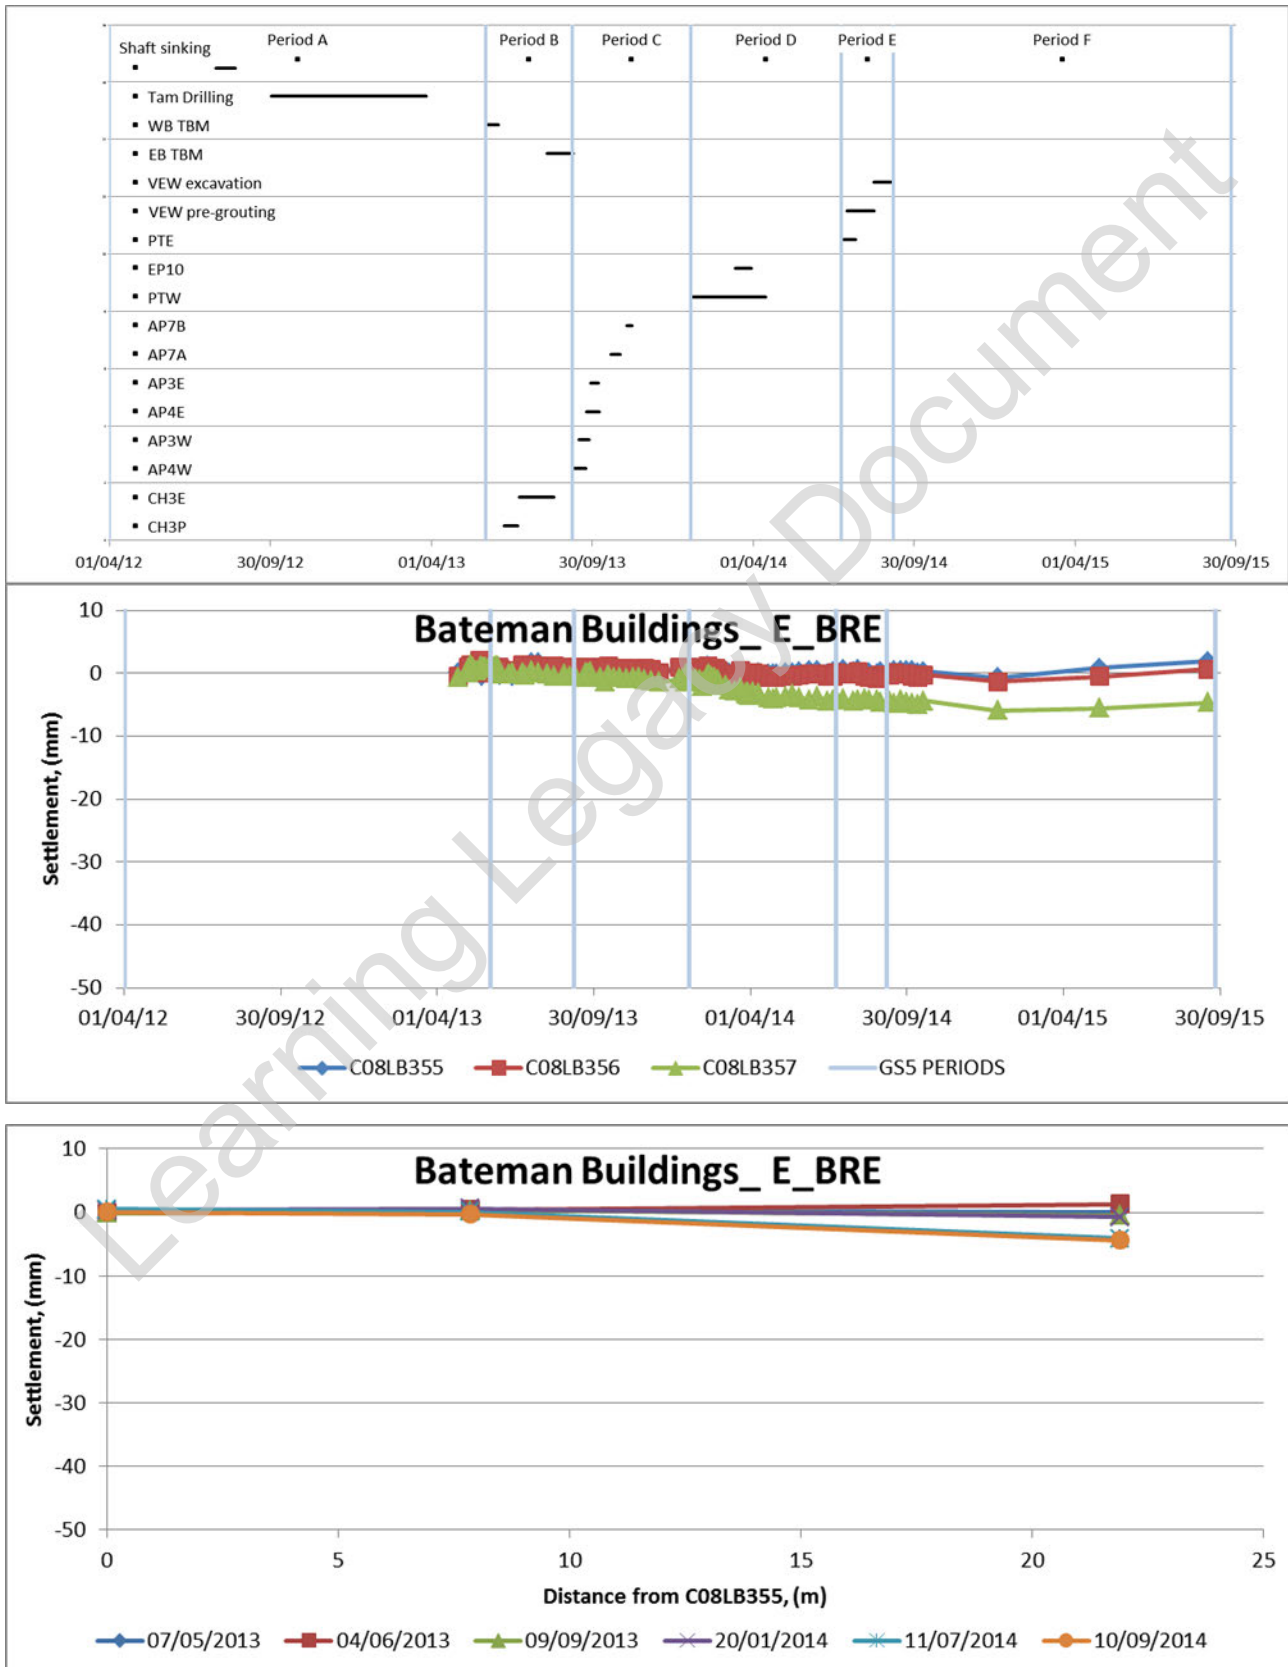 Period A Period B Period C Period D Period E Period F
Shaft sinking
Tam Drilling
WB TBM
EB TBM
VEW excavation
VEW pre-grouting
PTE
EP10
PTW
AP7B
AP7A
AP3E
AP4E
AP3W
AP4W
CH3E
CH3P
01/04/12 30/09/12 01/04/13 30/09/13 01/04/14 30/09/14 01/04/15 30/09/15
Bateman Buildings_ E_BRE
Settlement, (mm)
10
0
-10
-20
-30
-40
-50
01/04/12 30/09/12 01/04/13 30/09/13 01/04/14 30/09/14 01/04/15 30/09/15
C08LB355 C08LB356 C08LB357 GS5 PERIODS
Bateman Buildings_ E_BRE
Settlement, (mm)
10
0
-10
-20
-30
-40
-50
0 5 10 15 20 25
Distance from C08LB355, (m)
07/05/2013 04/06/2013 09/09/2013 20/01/2014 11/07/2014 10/09/2014
Learning Legacy Document